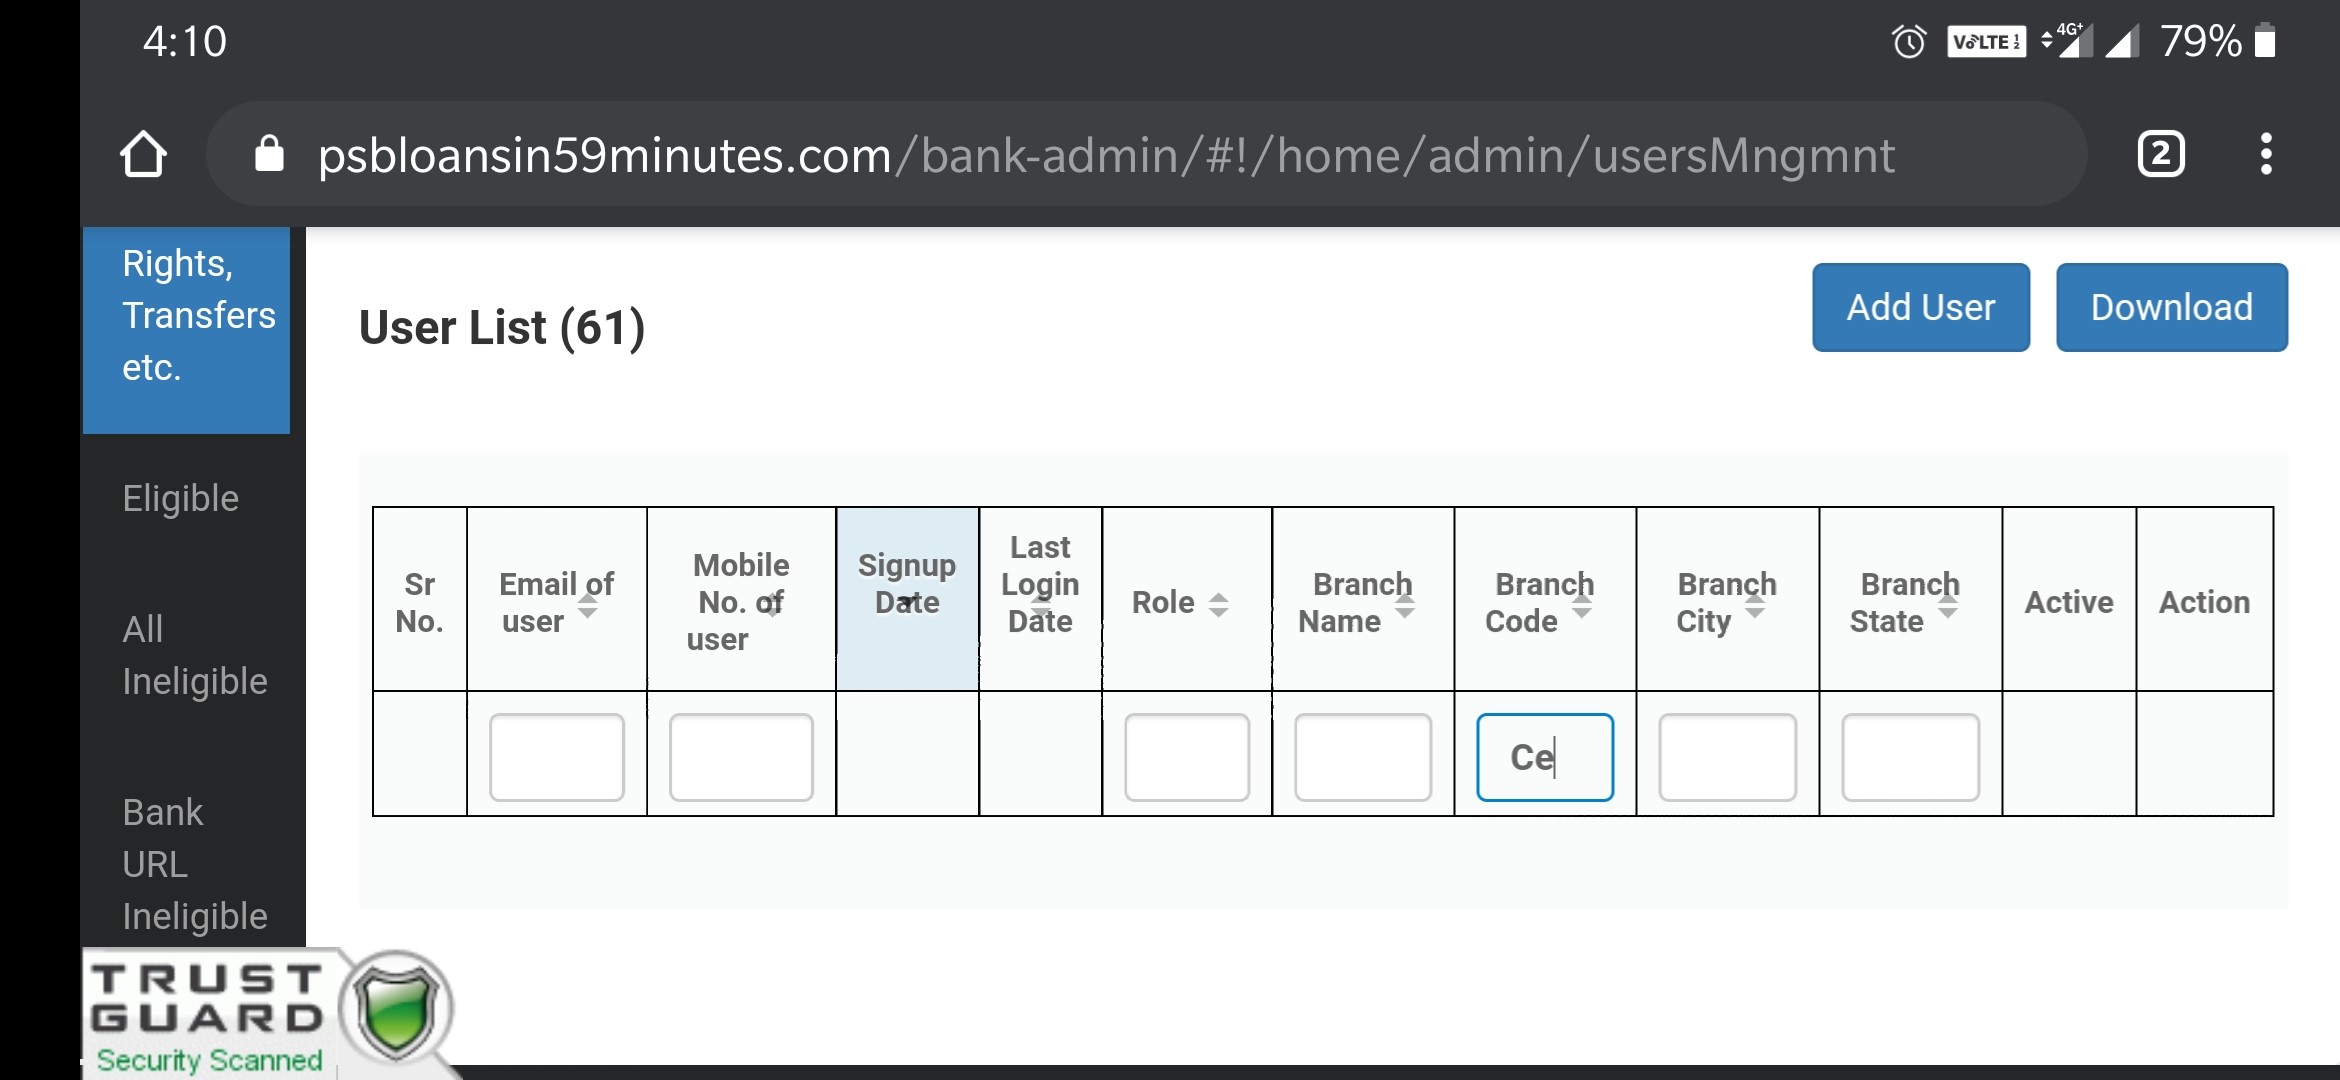 4:10
VoLTE 1 2 4G+ 79%
psbloansin59minutes.com/bank-admin/#!/home/admin/usersMngmnt
2
Rights,
Transfers
etc.
Eligible
All
Ineligible
Bank
URL
Ineligible
User List (61)
Add User
Download
Sr
No.
Email of
user
Mobile
No. of
user
Signup
Date
Last
Login
Date
Role
Branch
Name
Branch
Code
Branch
City
Branch
State
Active
Action
Ce
TRUST
GUARD
Security Scanned